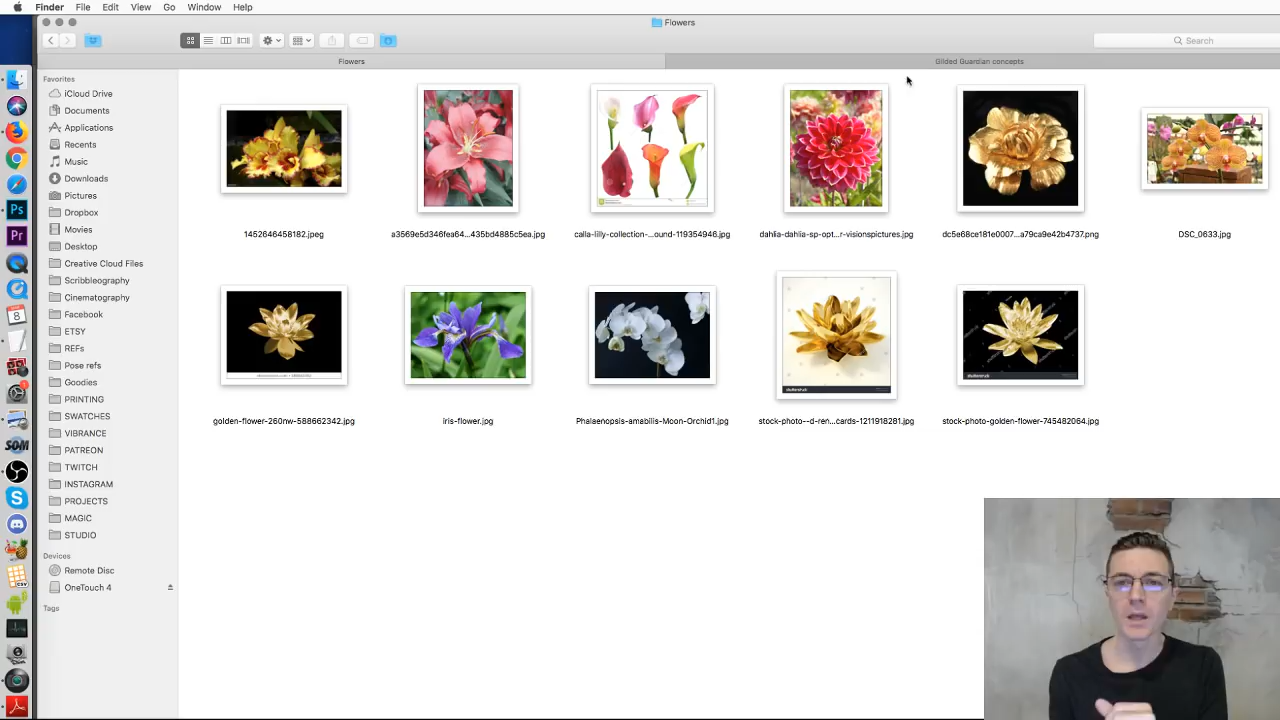 Finder File Edit View Go Window Help
Flowers
Search
Flowers
Gilded Guardian concepts
Favorites
iCloud Drive
Documents
Applications
Recents
Music
Downloads
Pictures
Dropbox
Movies
Desktop
Creative Cloud Files
Scribbleography
Cinematography
Facebook
ETSY
REFs
Pose refs
Goodies
PRINTING
SWATCHES
VIBRANCE
PATREON
TWITCH
INSTAGRAM
PROJECTS
MAGIC
STUDIO
Devices
Remote Disc
OneTouch 4
Tags
1452646458182.jpeg
a3569e5d346fea64...435bd4885c5ea.jpg
calla-lilly-collection-...ound-119354946.jpg
dahlia-dahlia-sp-opt...r-visionspictures.jpg
dc5e68ce181e0007...a79ca9e42b4737.png
DSC_0633.jpg
golden-flower-260nw-588662342.jpg
iris-flower.jpg
Phalaenopsis-amabilis-Moon-Orchid1.jpg
stock-photo--d-ren...cards-1211918281.jpg
stock-photo-golden-flower-745482064.jpg
Ps
Pr
8
SOM
S
CSV